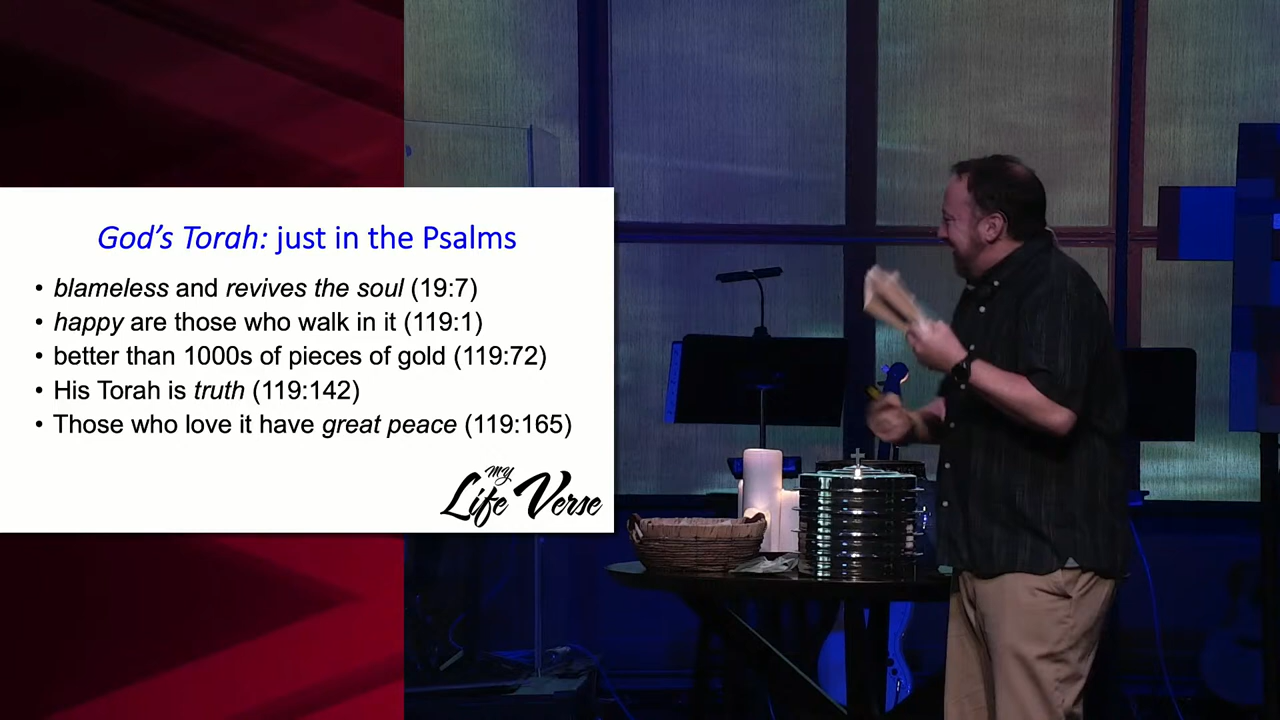 God's Torah: just in the Psalms
• blameless and revives the soul (19:7)
• happy are those who walk in it (119:1)
• better than 1000s of pieces of gold (119:72)
• His Torah is truth (119:142)
• Those who love it have great peace (119:165)
MY
Life Verse